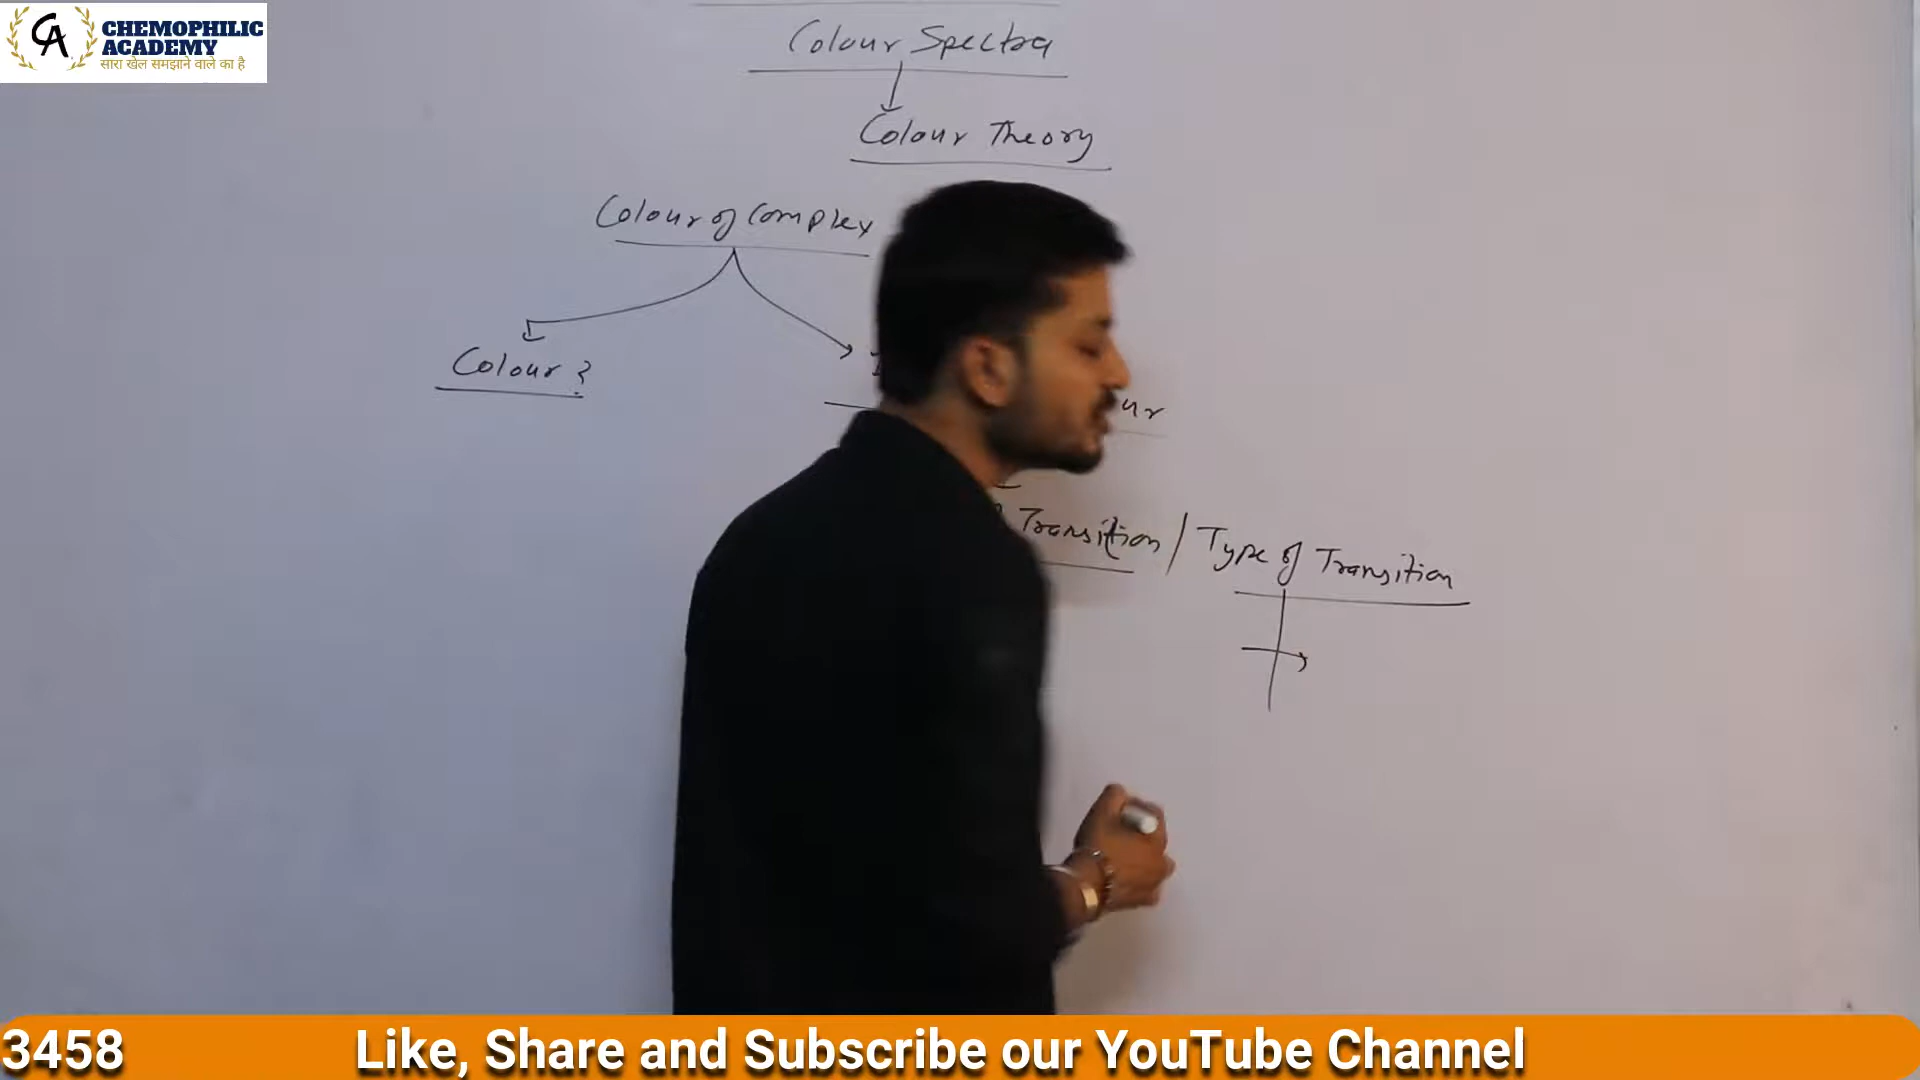 CHEMOPHILIC
ACADEMY
सारा खेल समझाने वाले का है
Colour Spectra
Colour Theory
Colour of Complex
Colour ?
Transition / Type of Transition
3458 Like, Share and Subscribe our YouTube Channel